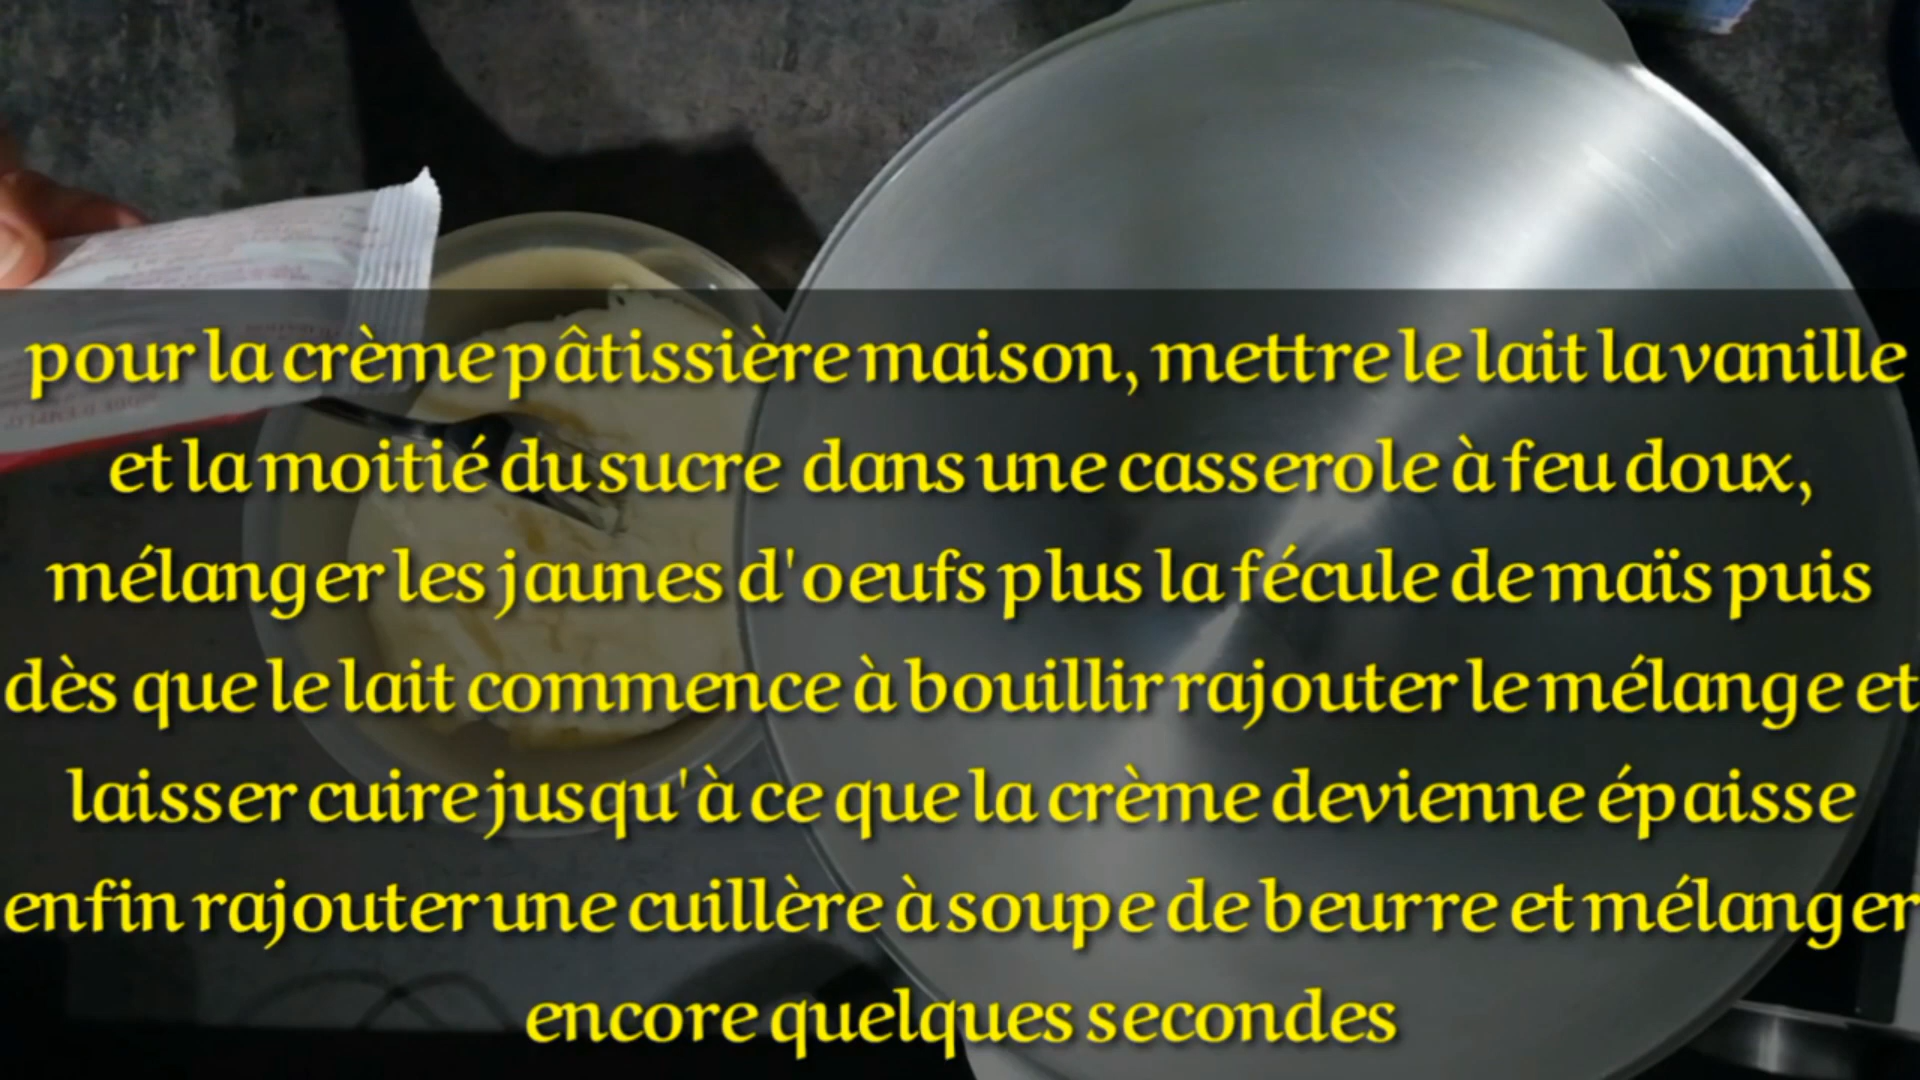 pour la crème pâtissière maison, mettre le lait la vanille
et la moitié du sucre dans une casserole à feu doux,
mélanger les jaunes d'oeufs plus la fécule de maïs puis
dès que le lait commence à bouillir rajouter le mélange et
laisser cuire jusqu'à ce que la crème devienne épaisse
enfin rajouter une cuillère à soupe de beurre et mélanger
encore quelques secondes